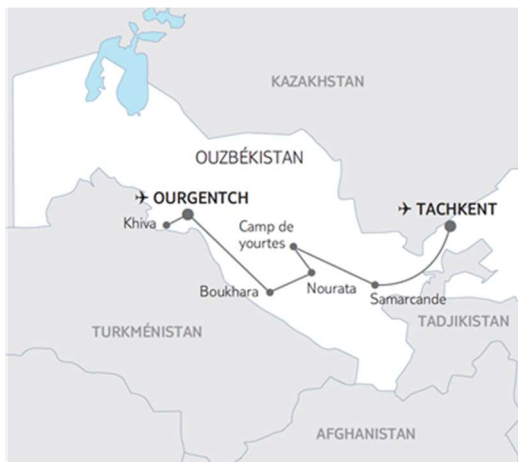 KAZAKHSTAN
OUZBÉKISTAN
OURGENTCH
TACHKENT
Khiva
Camp de
yourtes
Boukhara
Nourata
Samarcande
TURKMÉNISTAN
TADJIKISTAN
AFGHANISTAN